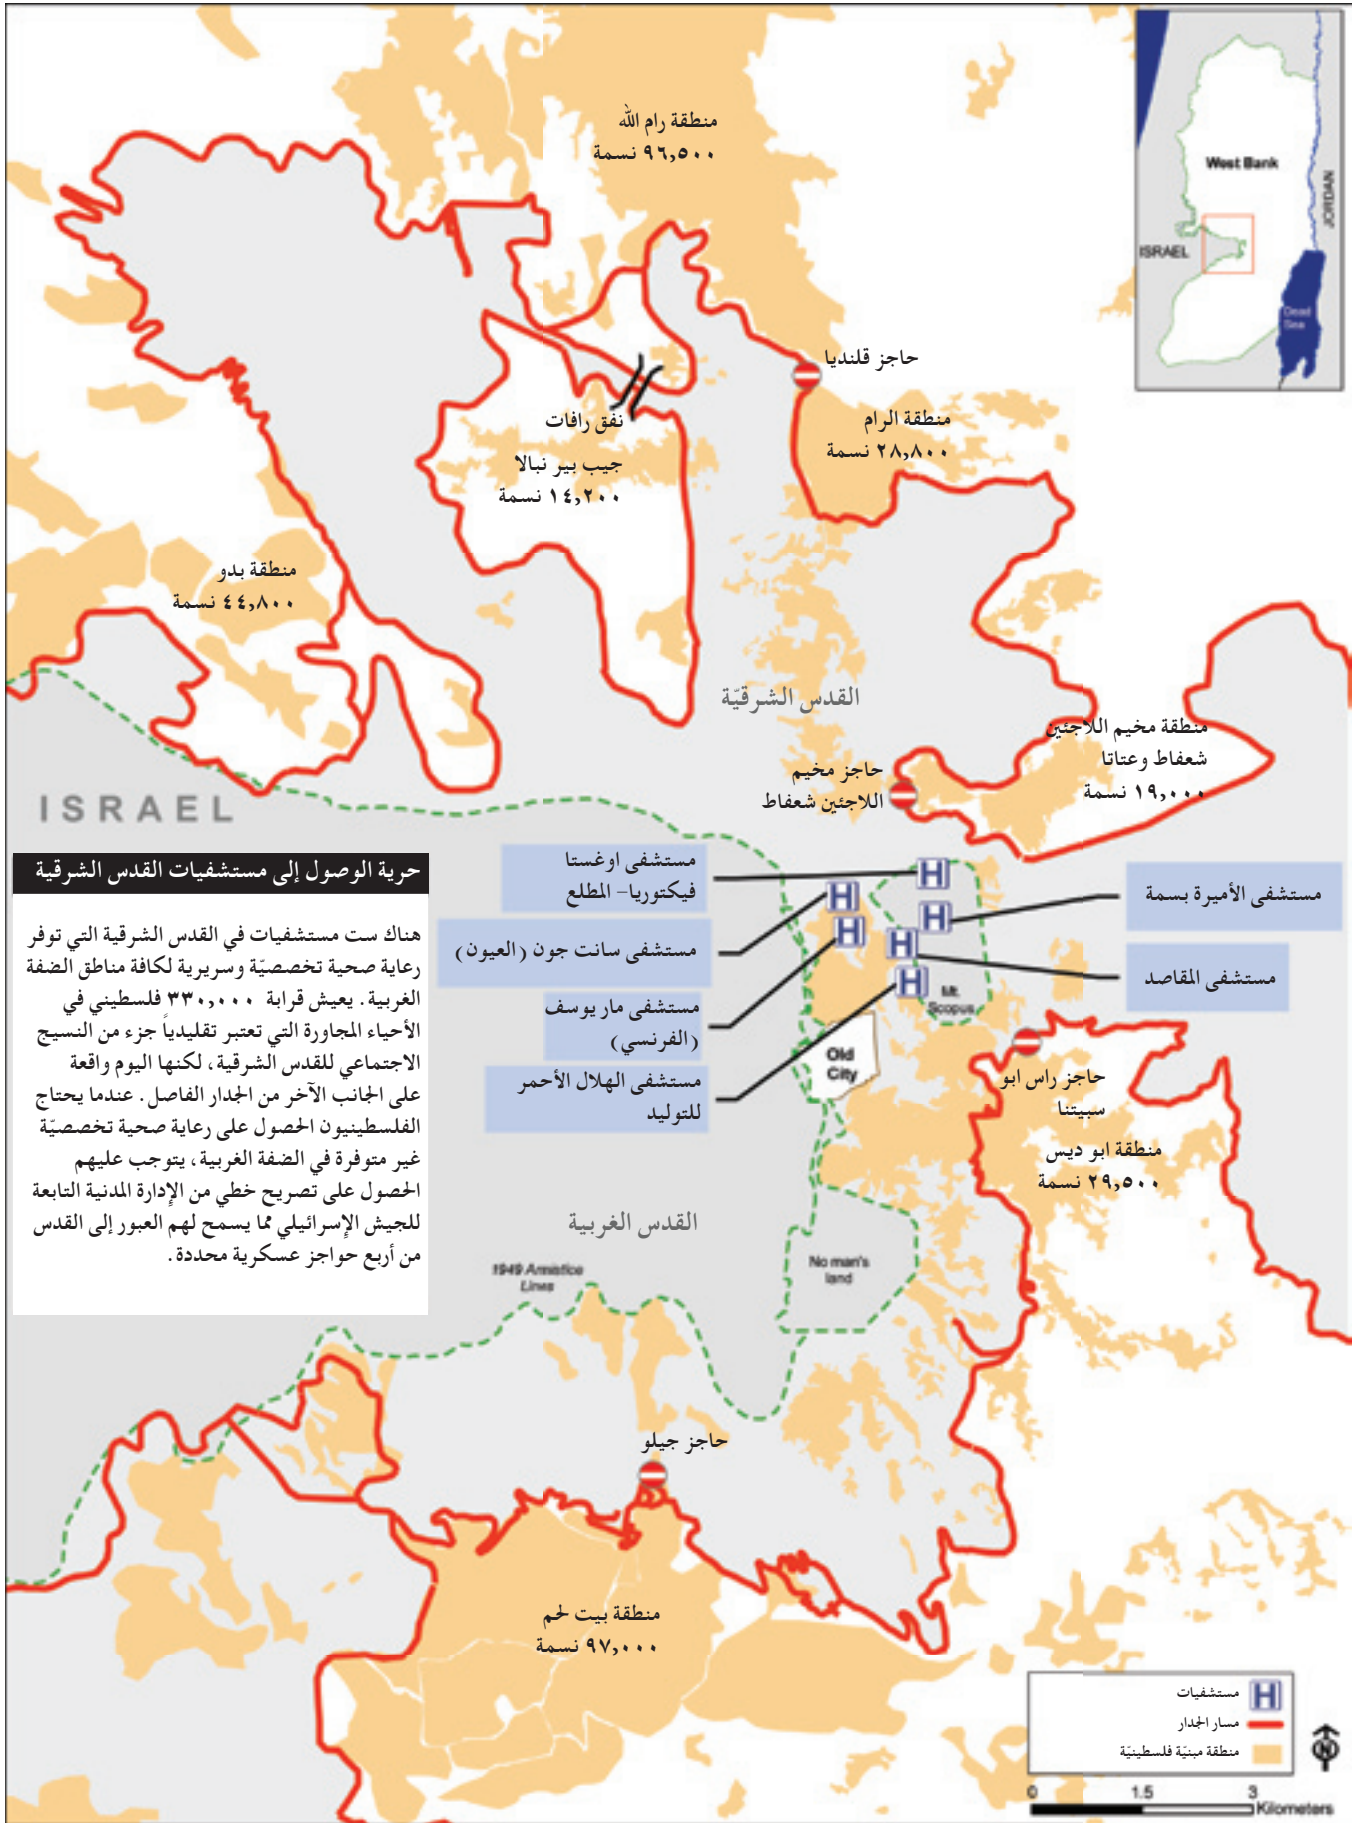 منطقة رام الله
٩٦,٥٠٠ نسمة
West Bank
JORDAN
ISRAEL
Dead
Sea
حاجز قلنديا
منطقة الرام
٢٨,٨٠٠ نسمة
نفق رافات
جيب بير نبالا
١٤,٢٠٠ نسمة
منطقة بدو
٤٤,٨٠٠ نسمة
القدس الشرقيّة
منطقة مخيم اللاجئين
شعفاط وعتاتا
١٩,٠٠٠ نسمة
حاجز مخيم
اللاجئين شعفاط
ISRAEL
حرية الوصول إلى مستشفيات القدس الشرقية
هناك ست مستشفيات في القدس الشرقية التي توفر
رعاية صحية تخصصيّة وسريرية لكافة مناطق الضفة
الغربية. يعيش قرابة ٣٣٠,٠٠٠ فلسطيني في
الأحياء المجاورة التي تعتبر تقليدياً جزء من النسيج
الاجتماعي للقدس الشرقية، لكنها اليوم واقعة
على الجانب الآخر من الجدار الفاصل. عندما يحتاج
الفلسطينيون الحصول على رعاية صحية تخصصيّة
غير متوفرة في الضفة الغربية، يتوجب عليهم
الحصول على تصريح خطي من الإدارة المدنية التابعة
للجيش الإسرائيلي مما يسمح لهم العبور إلى القدس
من أربع حواجز عسكرية محددة.
مستشفى اوغستا
فيكتوريا- المطلع
مستشفى سانت جون (العيون)
مستشفى مار يوسف
(الفرنسي)
مستشفى الهلال الأحمر
للتوليد
مستشفى الأميرة بسمة
مستشفى المقاصد
H
H
H
H
H
H
Mt.
Scopus
Old
City
حاجز راس ابو
سبيتنا
منطقة ابو ديس
٢٩,٥٠٠ نسمة
القدس الغربية
1949 Armistice
Lines
No man's
land
حاجز جيلو
منطقة بيت لحم
٩٧,٠٠٠ نسمة
H مستشفيات
مسار الجدار
منطقة مبنيّة فلسطينيّة
N
0 1.5 3
Kilometers